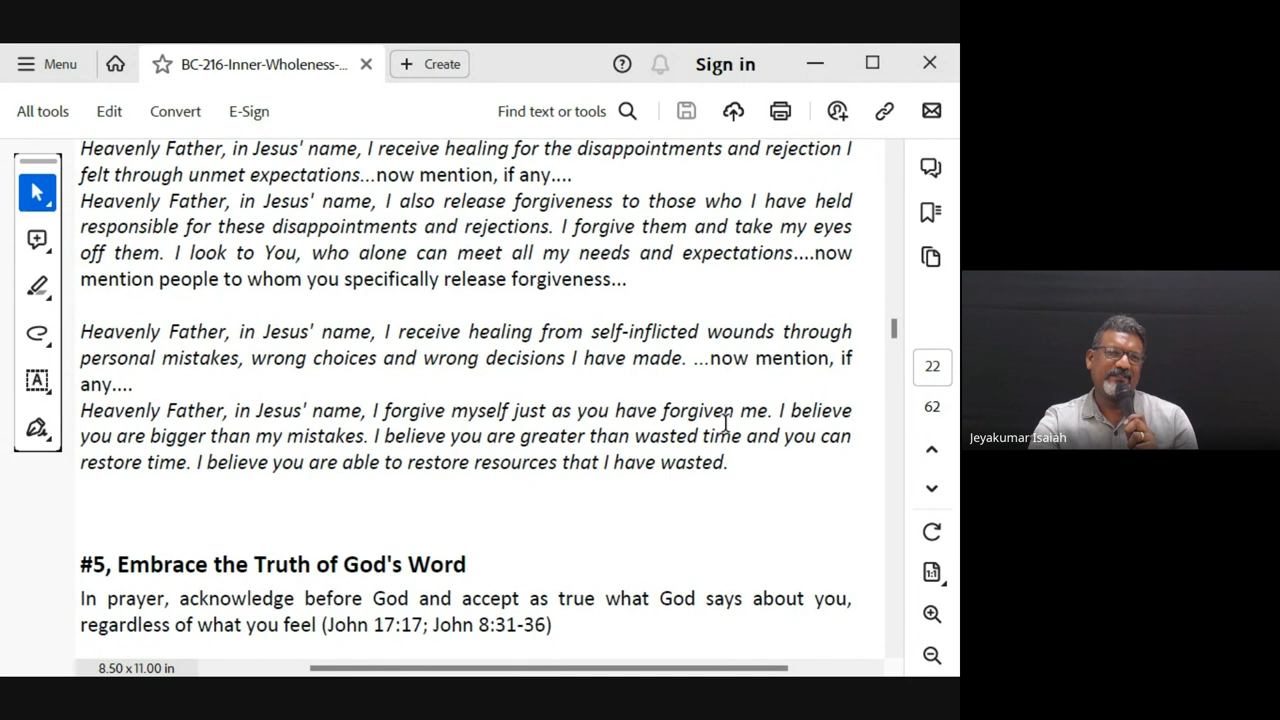 Menu
BC-216-Inner-Wholeness-...
Create
Sign in
All tools
Edit
Convert
E-Sign
Find text or tools
Heavenly Father, in Jesus' name, I receive healing for the disappointments and rejection I
felt through unmet expectations...now mention, if any....
Heavenly Father, in Jesus' name, I also release forgiveness to those who I have held
responsible for these disappointments and rejections. I forgive them and take my eyes
off them. I look to You, who alone can meet all my needs and expectations....now
mention people to whom you specifically release forgiveness...
Heavenly Father, in Jesus' name, I receive healing from self-inflicted wounds through
personal mistakes, wrong choices and wrong decisions I have made. ...now mention, if
any....
Heavenly Father, in Jesus' name, I forgive myself just as you have forgiven me. I believe
you are bigger than my mistakes. I believe you are greater than wasted time and you can
restore time. I believe you are able to restore resources that I have wasted.
#5, Embrace the Truth of God's Word
In prayer, acknowledge before God and accept as true what God says about you,
regardless of what you feel (John 17:17; John 8:31-36)
8.50 x 11.00 in
22
62
1:1
Jeyakumar Isaiah